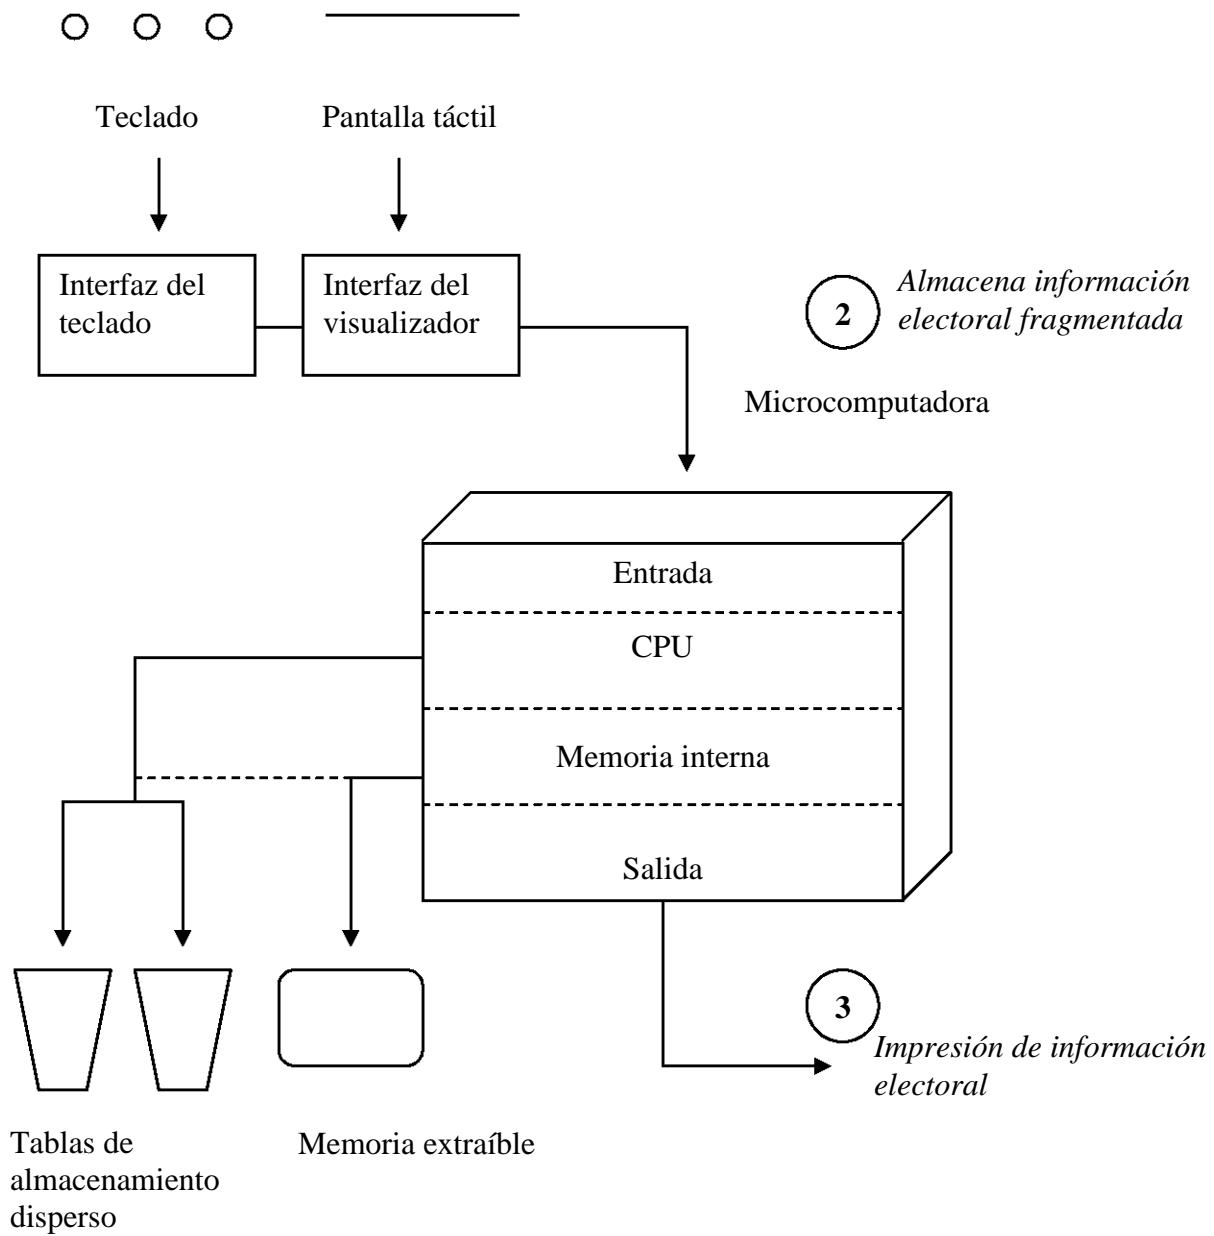 Teclado
Pantalla táctil
Interfaz del
teclado
Interfaz del
visualizador
2
Almacena información
electoral fragmentada
Microcomputadora
Entrada
CPU
Memoria interna
Salida
3
Impresión de información
electoral
Tablas de
almacenamiento
disperso
Memoria extraíble